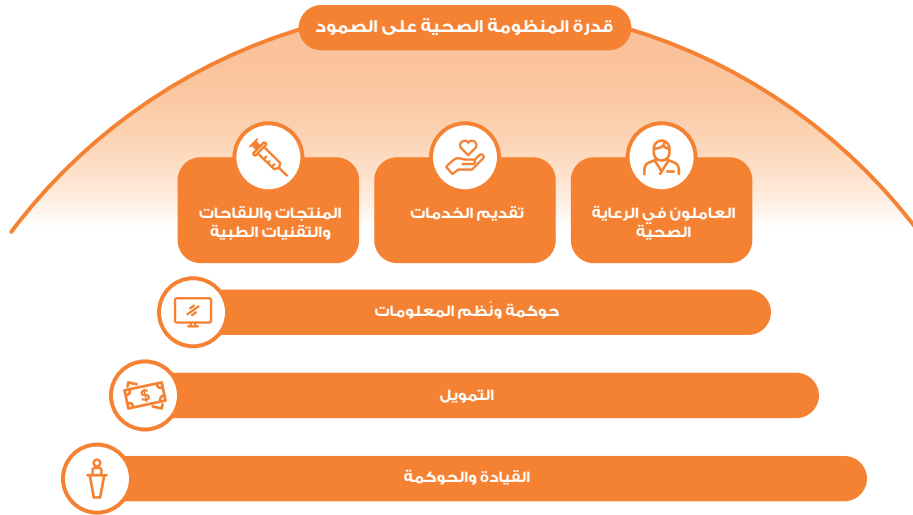 قدرة المنظومة الصحية على الصمود
العاملون في الرعاية
الصحية
تقديم الخدمات
المنتجات واللقاحات
والتقنيات الطبية
حوكمة ونُظم المعلومات
التمويل
القيادة والحوكمة